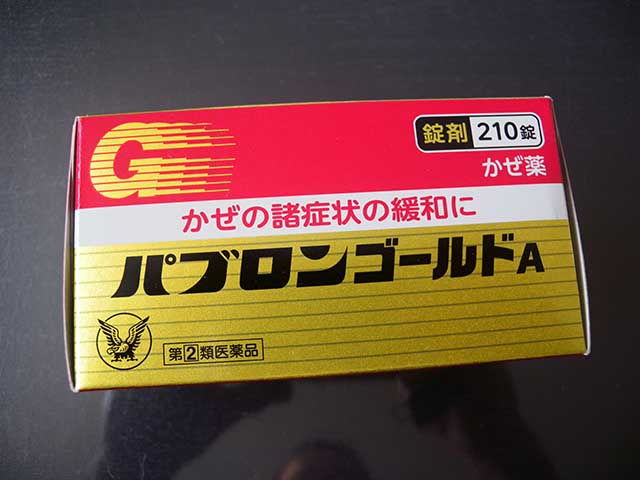 G
錠剤 210錠
かぜ薬
かぜの諸症状の緩和に
パブロンゴールドA
第②類医薬品